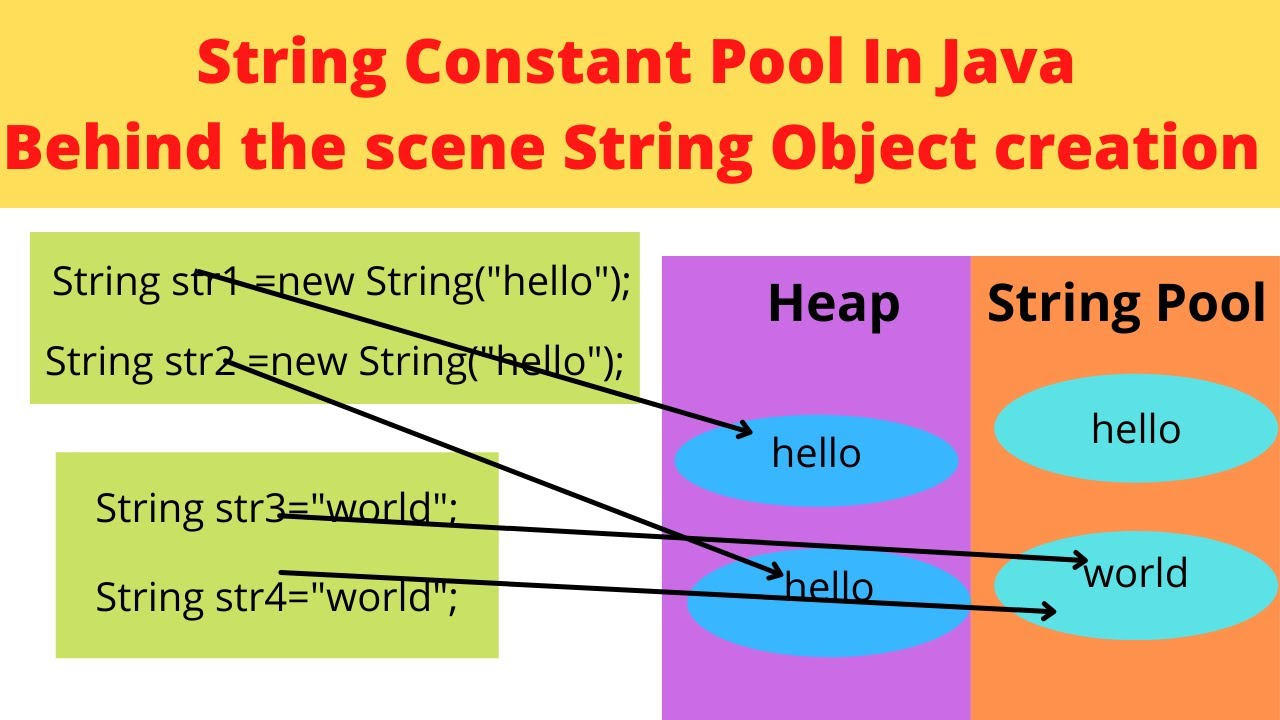 String Constant Pool In Java
Behind the scene String Object creation
String str1 =new String("hello");
String str2 =new String("hello");
String str3="world";
String str4="world";
Heap
hello
hello
String Pool
hello
world